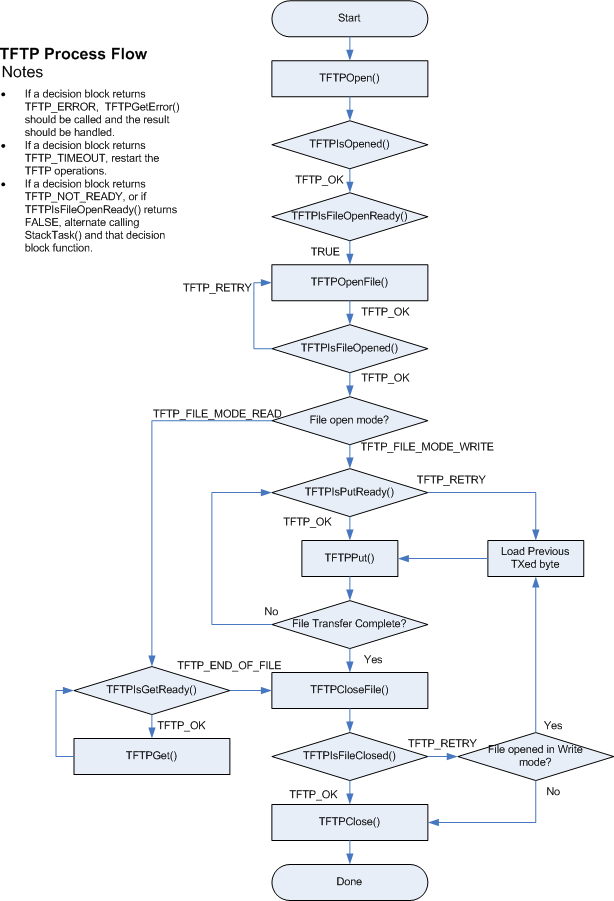 Start
TFTP Process Flow
Notes
TFTPOpen()
• If a decision block returns
TFTP_ERROR, TFTPGetError()
should be called and the result
should be handled.
• If a decision block returns
TFTP_TIMEOUT, restart the
TFTP operations.
• If a decision block returns
TFTP_NOT_READY, or if
TFTPIsFileOpenReady() returns
FALSE, alternate calling
StackTask() and that decision
block function.
TFTPIsOpened()
TFTP_OK
TFTPIsFileOpenReady()
TRUE
TFTPOpenFile()
TFTP_RETRY
TFTP_OK
TFTPIsFileOpened()
TFTP_OK
TFTP_FILE_MODE_READ
File open mode?
TFTP_FILE_MODE_WRITE
TFTPIsPutReady()
TFTP_RETRY
TFTP_OK
TFTPPut()
Load Previous
TXed byte
No
File Transfer Complete?
Yes
TFTP_END_OF_FILE
TFTPIsGetReady()
TFTPCloseFile()
TFTP_OK
TFTPGet()
TFTPIsFileClosed()
TFTP_RETRY
Yes
File opened in Write
mode?
No
TFTP_OK
TFTPClose()
Done